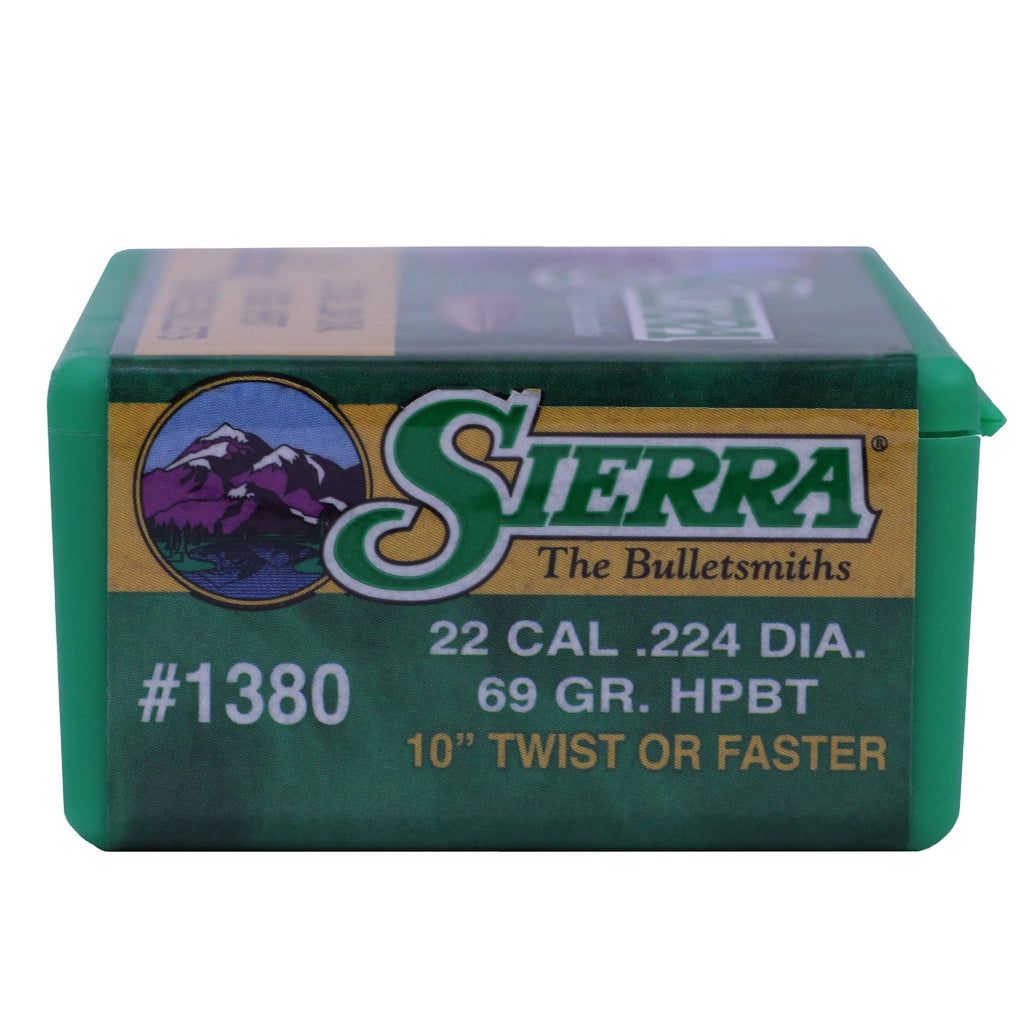 SIERRA®
The Bulletsmiths
#1380
22 CAL .224 DIA.
69 GR. HPBT
10” TWIST OR FASTER